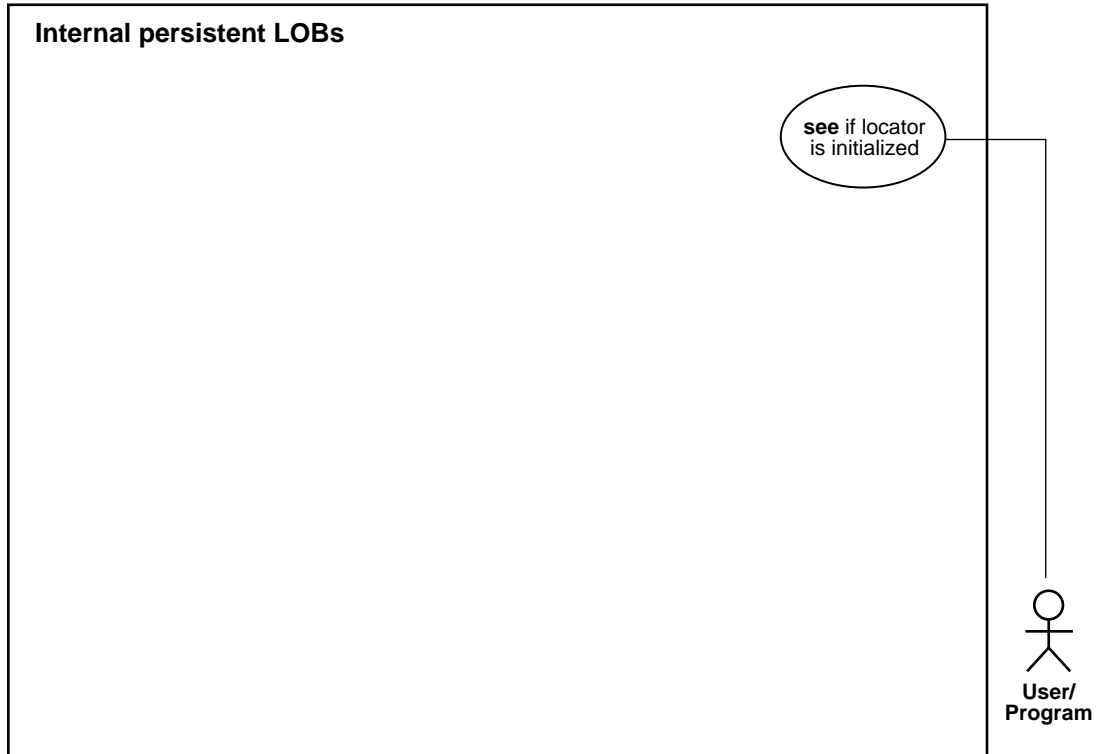 Internal persistent LOBs
see if locator
is initialized
User/
Program